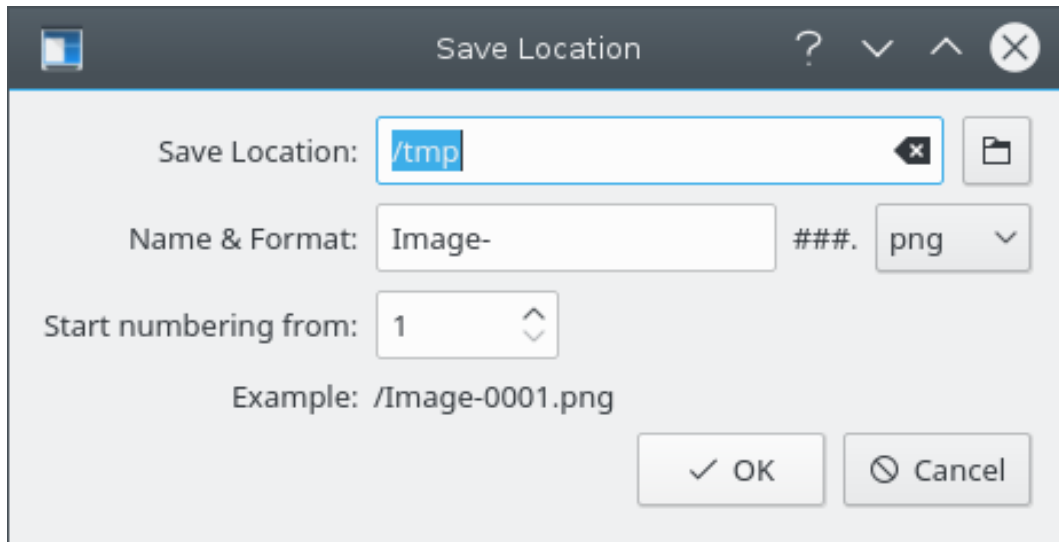 Save Location
Save Location: /tmp
Name & Format: Image- ###. png
Start numbering from: 1
Example: /Image-0001.png
OK Cancel